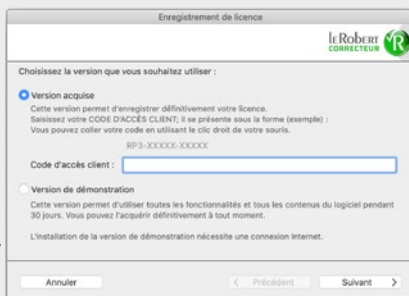 Enregistrement de licence
leRobert
CORRECTEUR
R
Choisissez la version que vous souhaitez utiliser :
Version acquise
Cette version permet d'enregistrer définitivement votre licence.
Saisissez votre CODE D'ACCÈS CLIENT; il se présente sous la forme (exemple) :
Vous pouvez coller votre code en utilisant le clic droit de votre souris.
RP3-XXXXX-XXXXX
Code d'accès client :
Version de démonstration
Cette version permet d'utiliser toutes les fonctionnalités et tous les contenus du logiciel pendant
30 jours. Vous pouvez l'acquérir définitivement à tout moment.
L'installation de la version de démonstration nécessite une connexion Internet.
Annuler
< Précédent
Suivant >